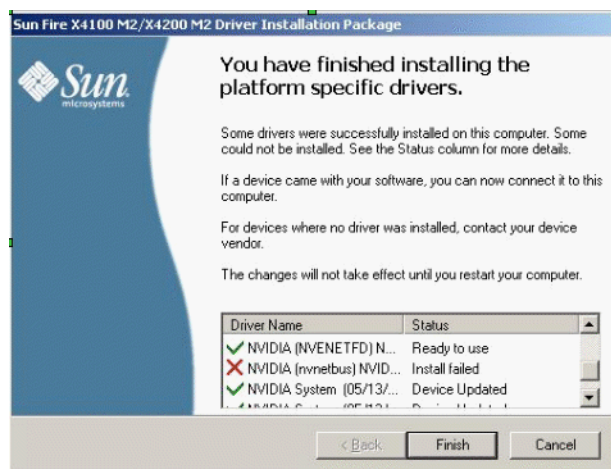 Sun Fire X4100 M2/X4200 M2 Driver Installation Package
Sun
microsystems
You have finished installing the
platform specific drivers.
Some drivers were successfully installed on this computer. Some
could not be installed. See the Status column for more details.
If a device came with your software, you can now connect it to this
computer.
For devices where no driver was installed, contact your device
vendor.
The changes will not take effect until you restart your computer.
Driver Name Status
NVIDIA (NVENETFD) N... Ready to use
NVIDIA (nvnetbus) NVID... Install failed
NVIDIA System (05/13/... Device Updated
< Back Finish Cancel